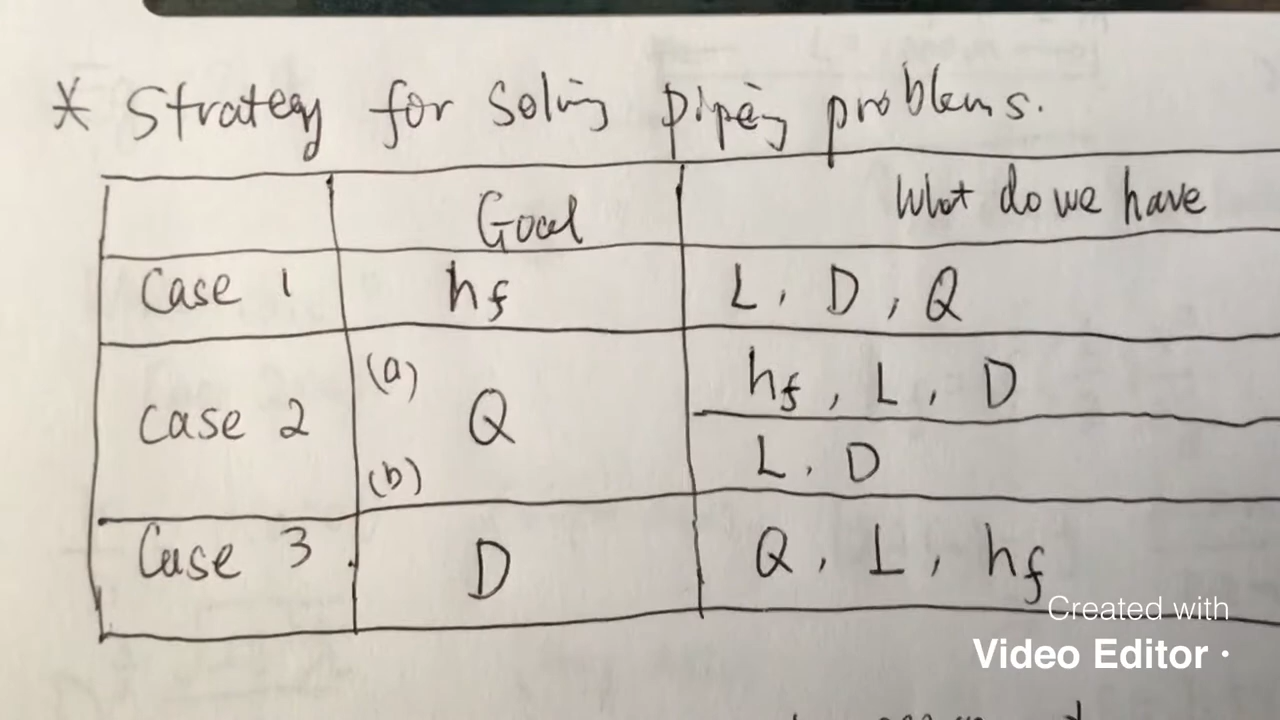 * Strategy for solving piping problems.
Goal What do we have
Case 1 hf L, D, Q
Case 2 (a) Q hf, L, D
(b) L, D
Case 3 D Q, L, hf
Created with
Video Editor